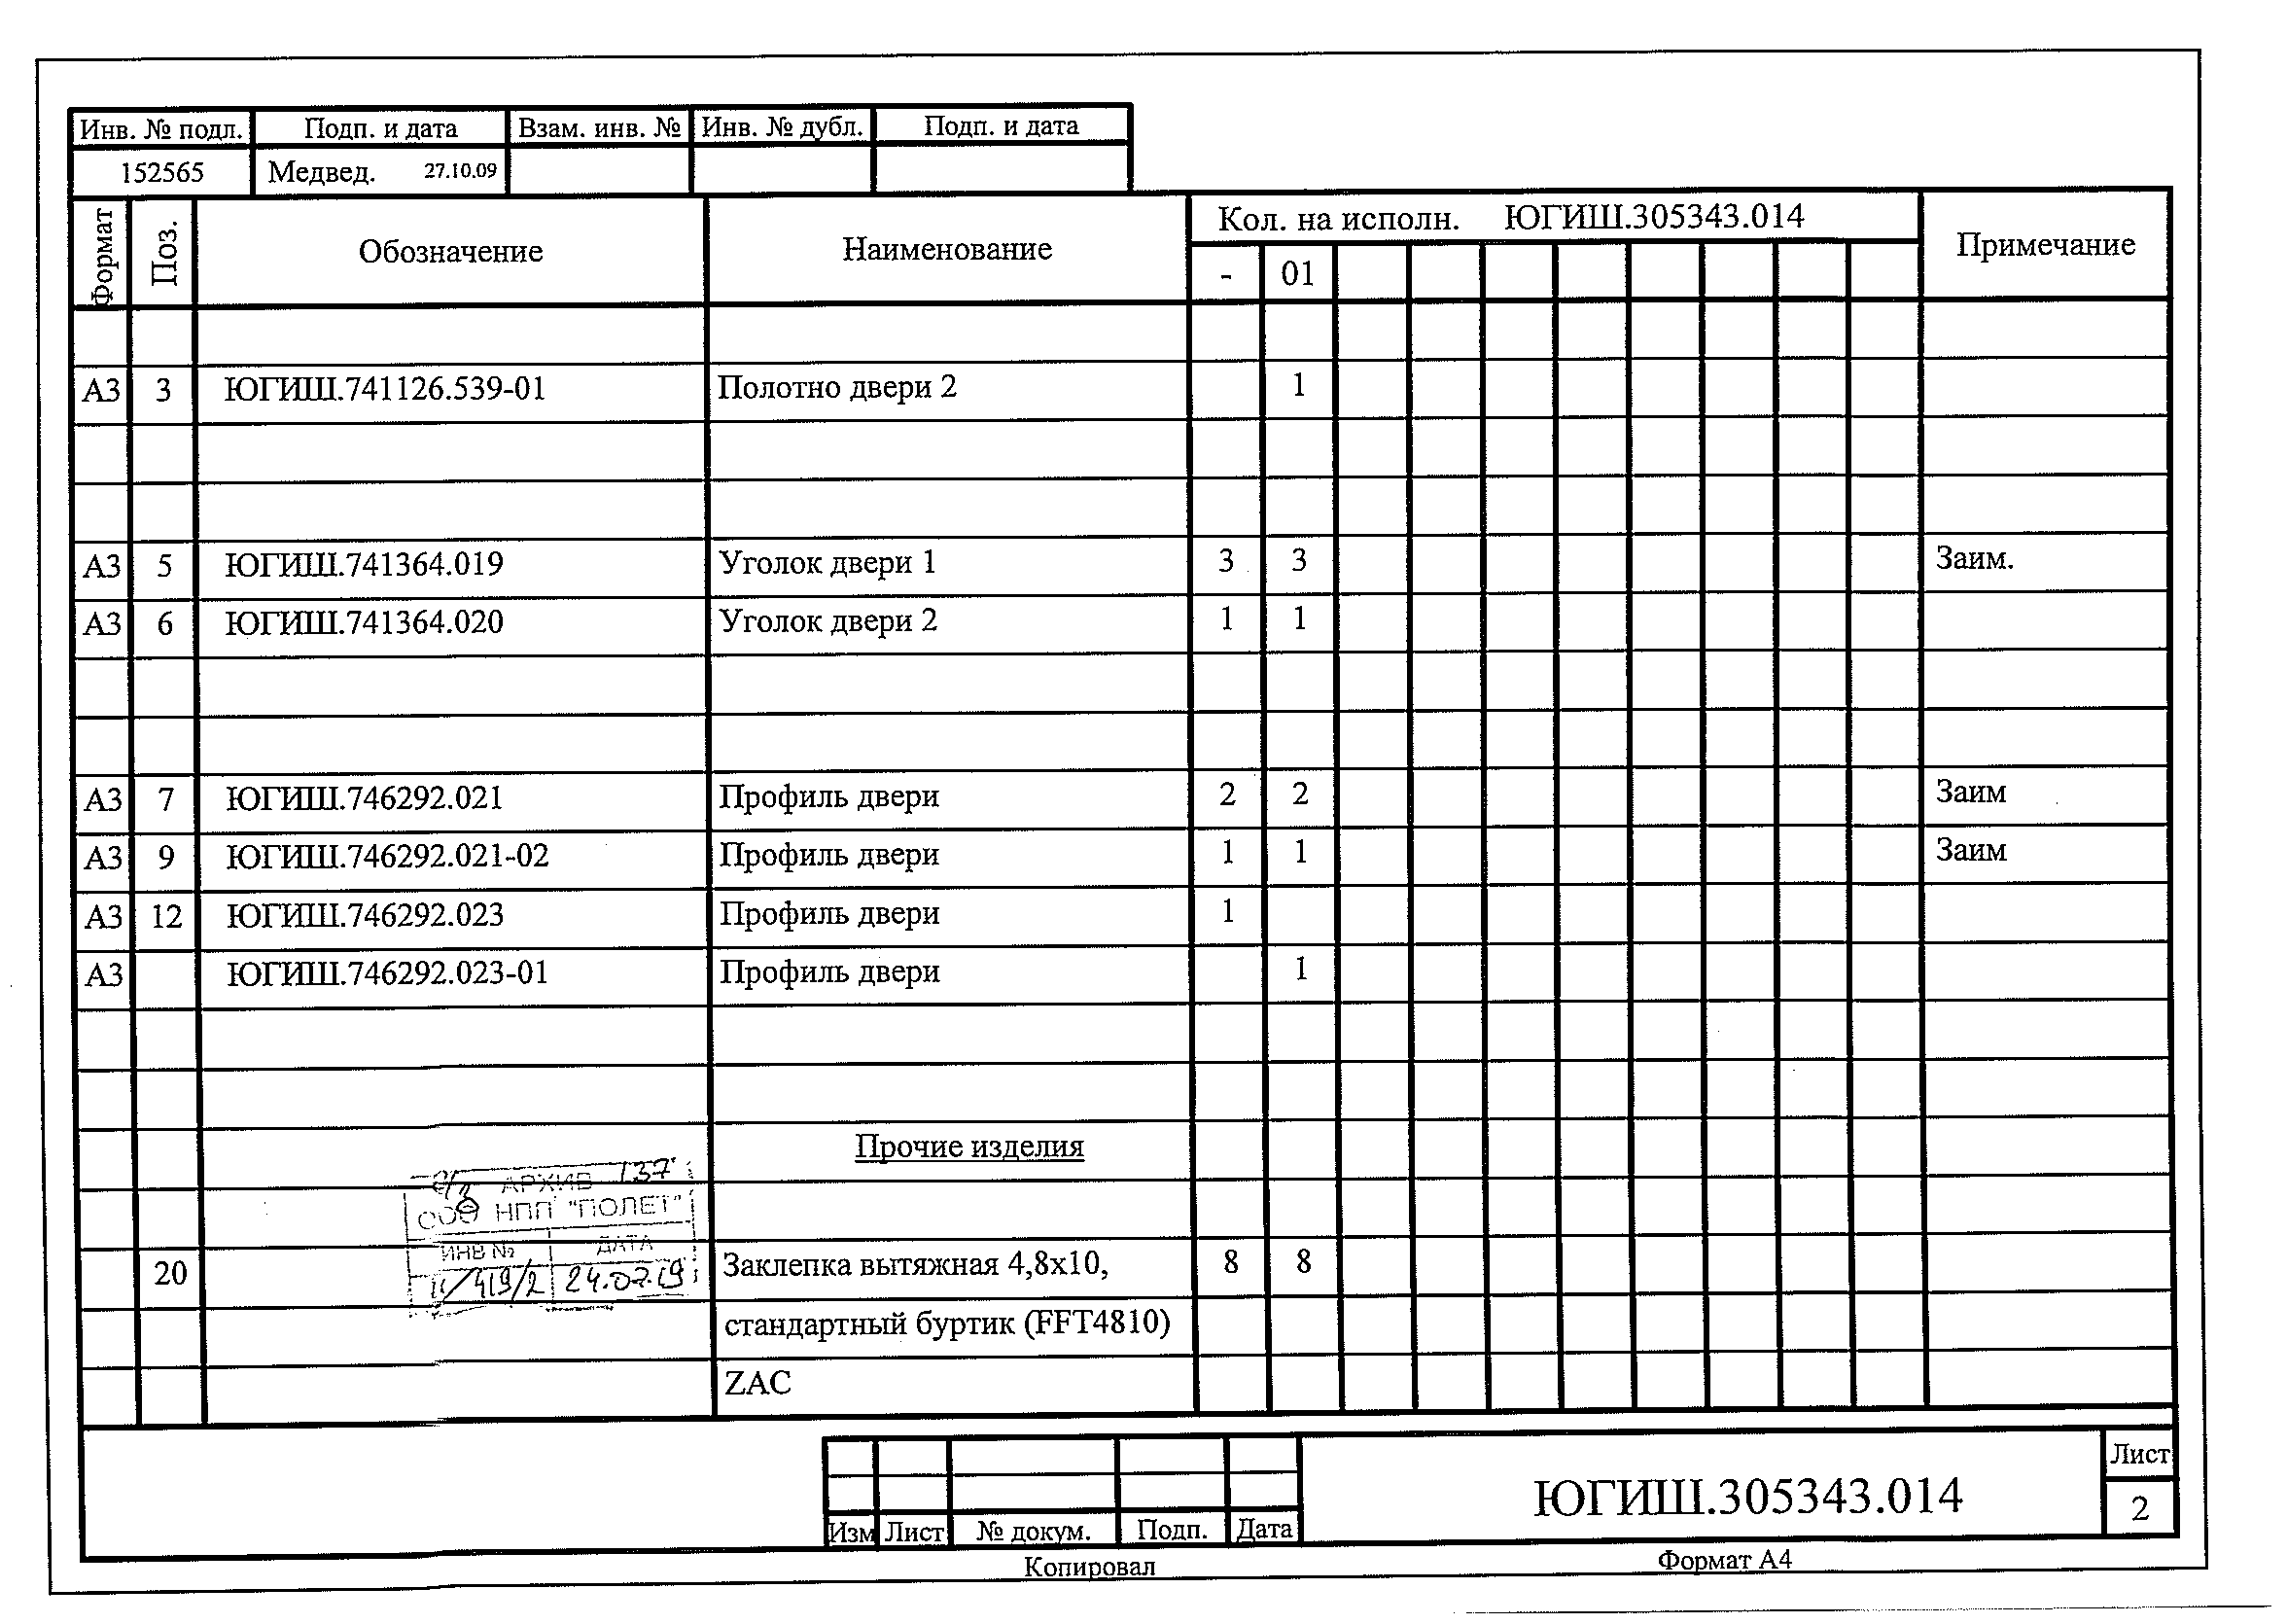 Инв. № подл. Подп. и дата Взам. инв. № Инв. № дубл. Подп. и дата
152565 Медвед. 27.10.09
Формат Поз. Обозначение Наименование Кол. на исполн. ЮГИШ.305343.014 Примечание
- 01
А3 3 ЮГИШ.741126.539-01 Полотно двери 2 1
А3 5 ЮГИШ.741364.019 Уголок двери 1 3 3 Заим.
А3 6 ЮГИШ.741364.020 Уголок двери 2 1 1
А3 7 ЮГИШ.746292.021 Профиль двери 2 2 Заим
А3 9 ЮГИШ.746292.021-02 Профиль двери 1 1 Заим
А3 12 ЮГИШ.746292.023 Профиль двери 1
А3 ЮГИШ.746292.023-01 Профиль двери 1
Прочие изделия
АРХИВ 137
ООО НПП "ПОЛЕТ"
ИНВ № ДАТА
24.07.19
20 Заклепка вытяжная 4,8х10, 8 8
стандартный буртик (FFT4810)
ZAC
Изм Лист № докум. Подп. Дата
ЮГИШ.305343.014
Лист
2
Копировал Формат А4